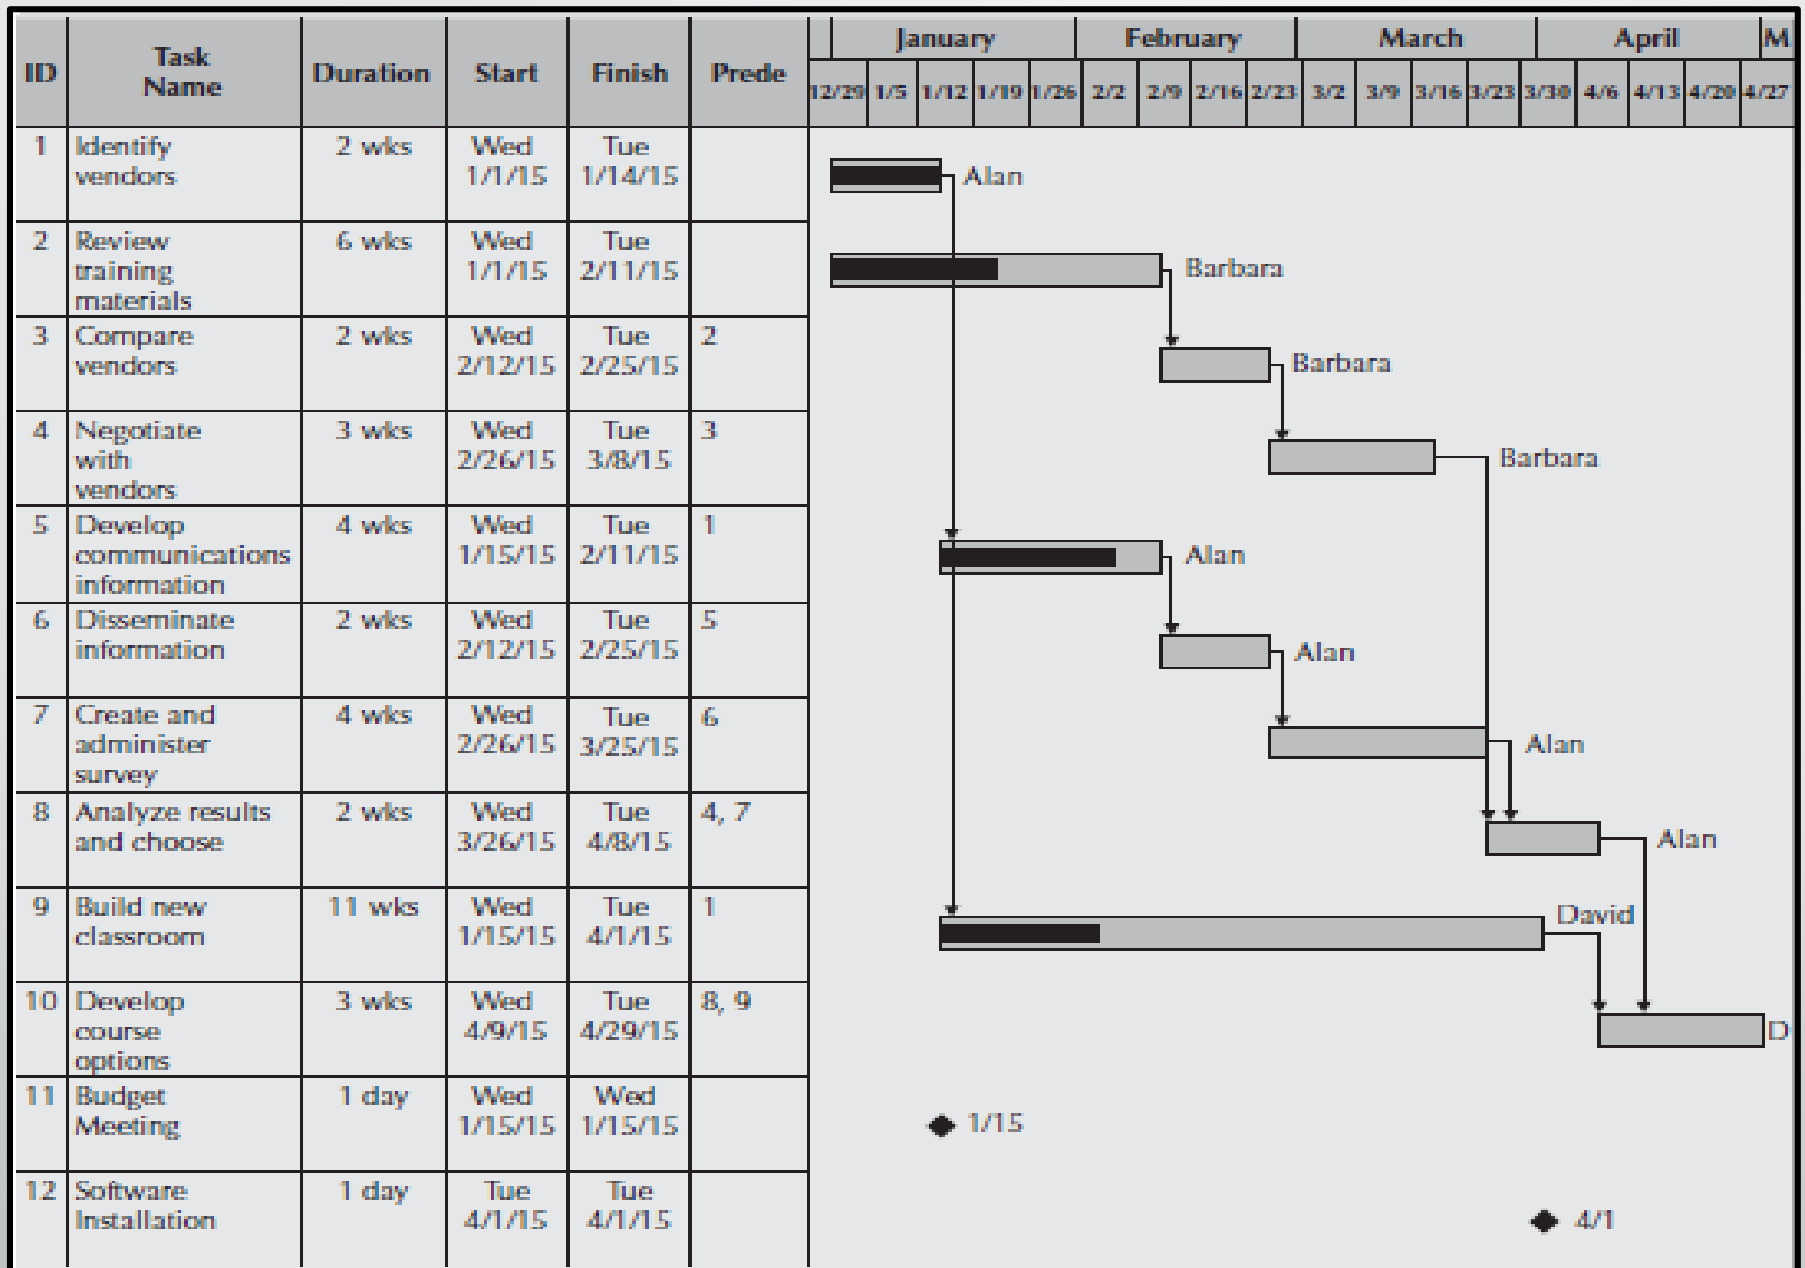 ID Task Name Duration Start Finish Prede
January February March April M
12/29 1/5 1/12 1/19 1/26 2/2 2/9 2/16 2/23 3/2 3/9 3/16 3/23 3/30 4/6 4/13 4/20 4/27
1 Identify vendors 2 wks Wed 1/1/15 Tue 1/14/15 Alan
2 Review training materials 6 wks Wed 1/1/15 Tue 2/11/15 Barbara
3 Compare vendors 2 wks Wed 2/12/15 Tue 2/25/15 2 Barbara
4 Negotiate with vendors 3 wks Wed 2/26/15 Tue 3/8/15 3 Barbara
5 Develop communications information 4 wks Wed 1/15/15 Tue 2/11/15 1 Alan
6 Disseminate information 2 wks Wed 2/12/15 Tue 2/25/15 5 Alan
7 Create and administer survey 4 wks Wed 2/26/15 Tue 3/25/15 6 Alan
8 Analyze results and choose 2 wks Wed 3/26/15 Tue 4/8/15 4, 7 Alan
9 Build new classroom 11 wks Wed 1/15/15 Tue 4/1/15 1 David
10 Develop course options 3 wks Wed 4/9/15 Tue 4/29/15 8, 9 D
11 Budget Meeting 1 day Wed 1/15/15 Wed 1/15/15 1/15
12 Software Installation 1 day Tue 4/1/15 Tue 4/1/15 4/1